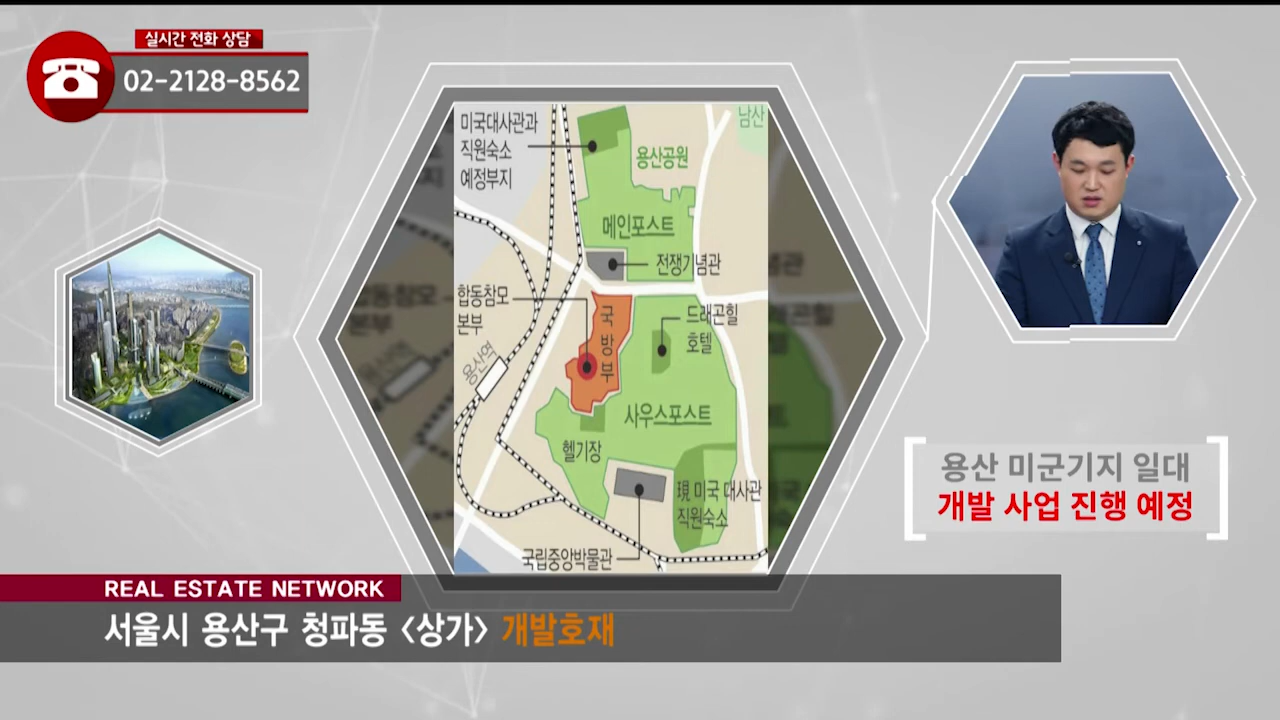 실시간 전화 상담
02-2128-8562
미국대사관과
직원숙소
예정부지
남산
용산공원
메인포스트
전쟁기념관
합동참모
본부
국방부
드래곤힐
호텔
용산역
사우스포스트
헬기장
現 미국 대사관
직원숙소
국립중앙박물관
용산 미군기지 일대
개발 사업 진행 예정
REAL ESTATE NETWORK
서울시 용산구 청파동 <상가> 개발호재